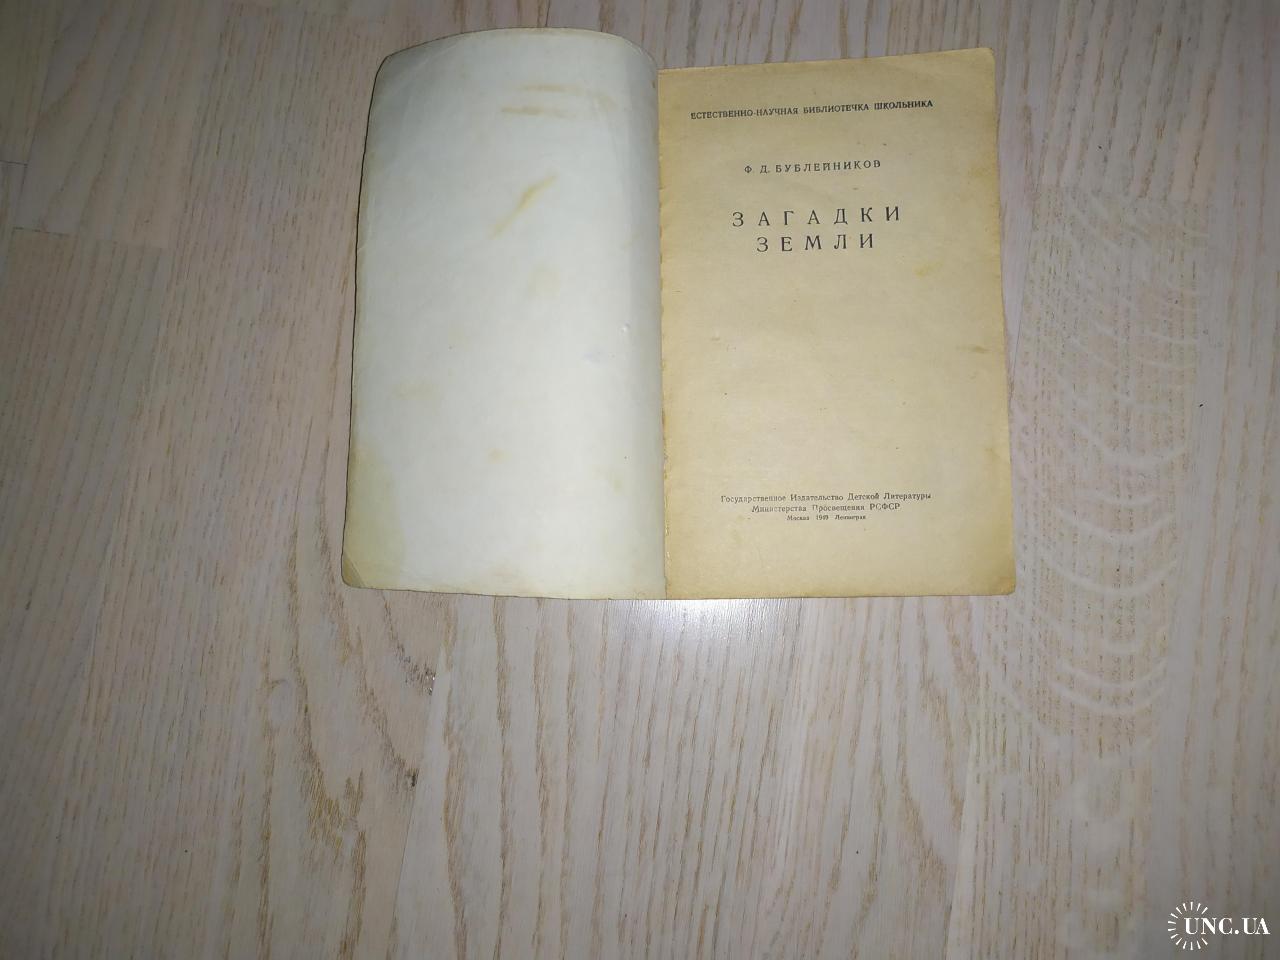 ЕСТЕСТВЕННО-НАУЧНАЯ БИБЛИОТЕЧКА ШКОЛЬНИКА
Ф. Д. БУБЛЕЙНИКОВ
ЗАГАДКИ
ЗЕМЛИ
Государственное Издательство Детской Литературы
Министерства Просвещения РСФСР
Москва 1949 Ленинград
UNC.UA